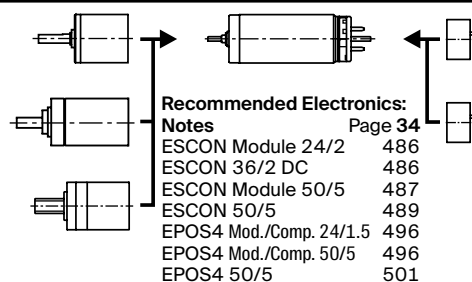 Recommended Electronics:
Notes Page 34
ESCON Module 24/2 486
ESCON 36/2 DC 486
ESCON Module 50/5 487
ESCON 50/5 489
EPOS4 Mod./Comp. 24/1.5 496
EPOS4 Mod./Comp. 50/5 496
EPOS4 50/5 501